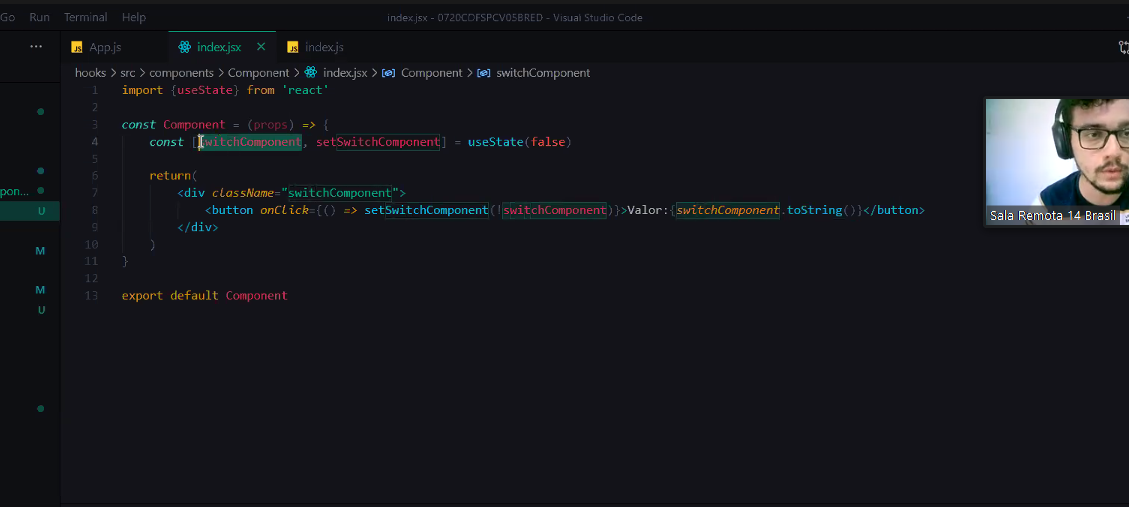 Go Run Terminal Help index.jsx - 0720CDFSPCV05BRED - Visual Studio Code
··· JS App.js index.jsx × JS index.js
hooks > src > components > Component > index.jsx > Component > switchComponent
1 import {useState} from 'react'
2
3 const Component = (props) => {
4 const [switchComponent, setSwitchComponent] = useState(false)
5
6 return(
7 <div className="switchComponent">
8 <button onClick={() => setSwitchComponent(!switchComponent)}>Valor:{switchComponent.toString()}</button>
9 </div>
10 )
11 }
12
13 export default Component
pon...
U
M
M
U
Sala Remota 14 Brasil